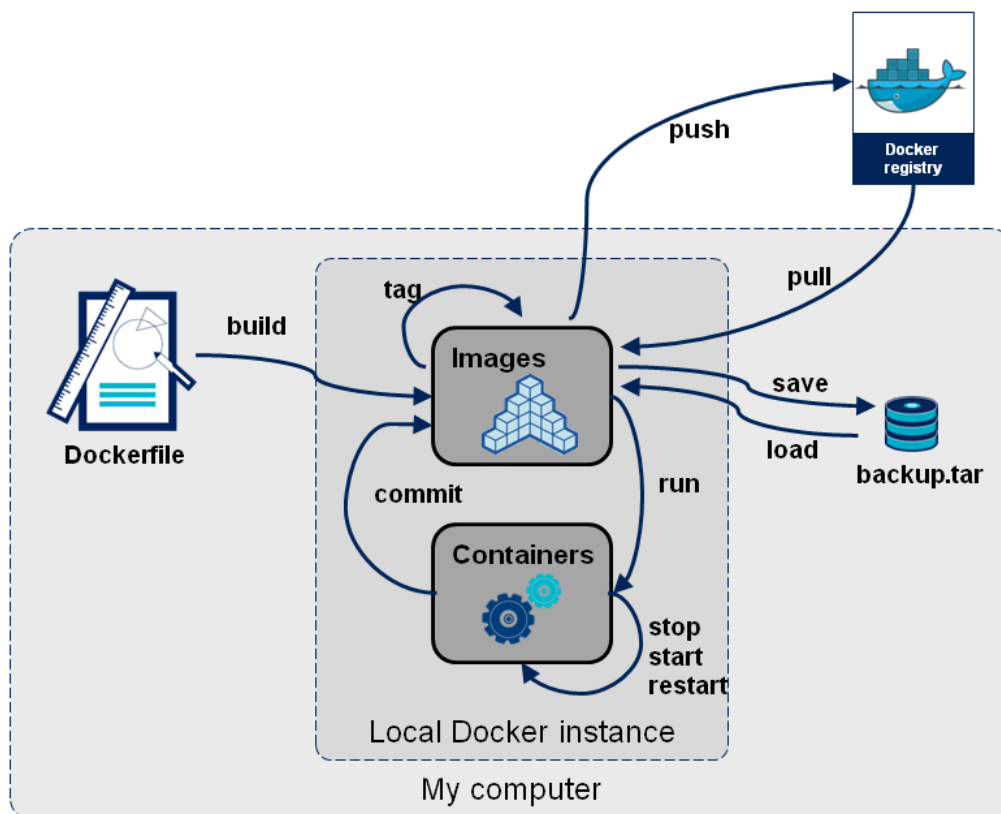 push
Docker
registry
pull
tag
build
Images
save
load
Dockerfile
backup.tar
commit
run
Containers
stop
start
restart
Local Docker instance
My computer